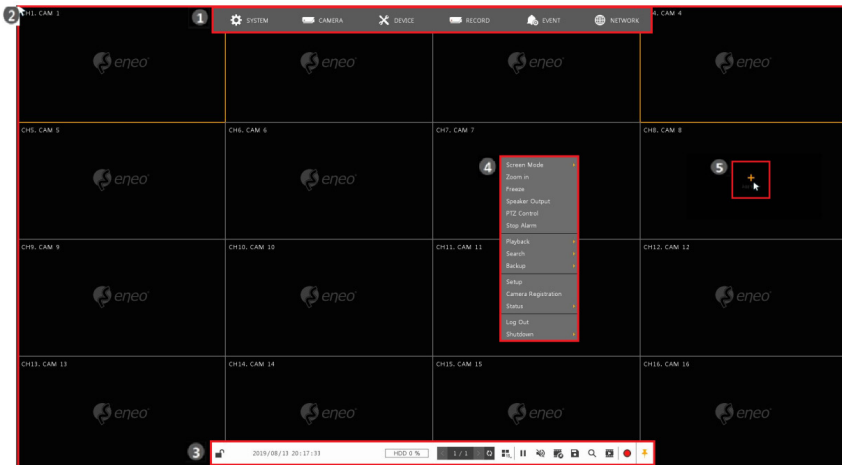 2
CH1. CAM 1
1
SYSTEM
CAMERA
DEVICE
RECORD
EVENT
NETWORK
4. CAM 4
eneo
eneo
eneo
eneo
CH5. CAM 5
CH6. CAM 6
CH7. CAM 7
CH8. CAM 8
eneo
eneo
4
Screen Mode
Zoom in
Freeze
Speaker Output
PTZ Control
Stop Alarm
Playback
Search
Backup
Setup
Camera Registration
Status
Log Out
Shutdown
5
CH9. CAM 9
CH10. CAM 10
CH11. CAM 11
CH12. CAM 12
eneo
eneo
eneo
CH13. CAM 13
CH14. CAM 14
CH15. CAM 15
CH16. CAM 16
eneo
eneo
eneo
eneo
3
2019/08/13 20:17:33
HDD 0 %
1 / 1